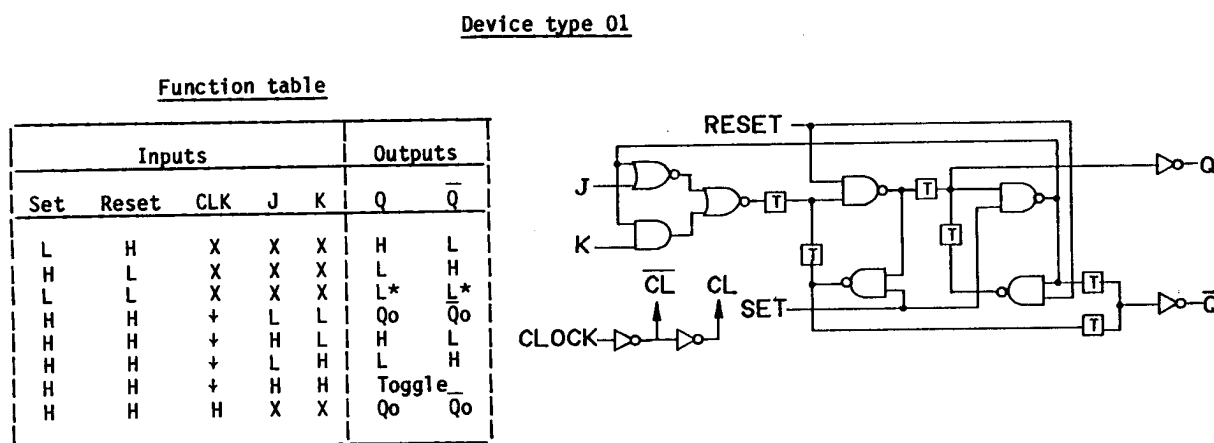 Device type 01
Function table
Inputs Outputs
Set Reset CLK J K Q Q̅
L H X X X H L
H L X X X L H
L L X X X L* L*
H H ↓ L L Qo Q̅o
H H ↓ H L H L
H H ↓ L H L H
H H ↓ H H Toggle
H H H X X Qo Q̅o
RESET
J
K
T
T
T
T
T
T
Q
Q̅
C̅L̅
CL
SET
CLOCK